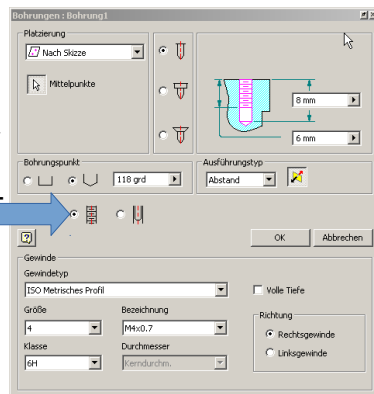 Bohrungen : Bohrung1
Platzierung
Nach Skizze
Mittelpunkte
8 mm
6 mm
Bohrungspunkt
118 grd
Ausführungstyp
Abstand
OK
Abbrechen
Gewinde
Gewindetyp
ISO Metrisches Profil
Volle Tiefe
Größe
Bezeichnung
4
M4x0.7
Richtung
Rechtsgewinde
Linksgewinde
Klasse
Durchmesser
6H
Kerndurchm.